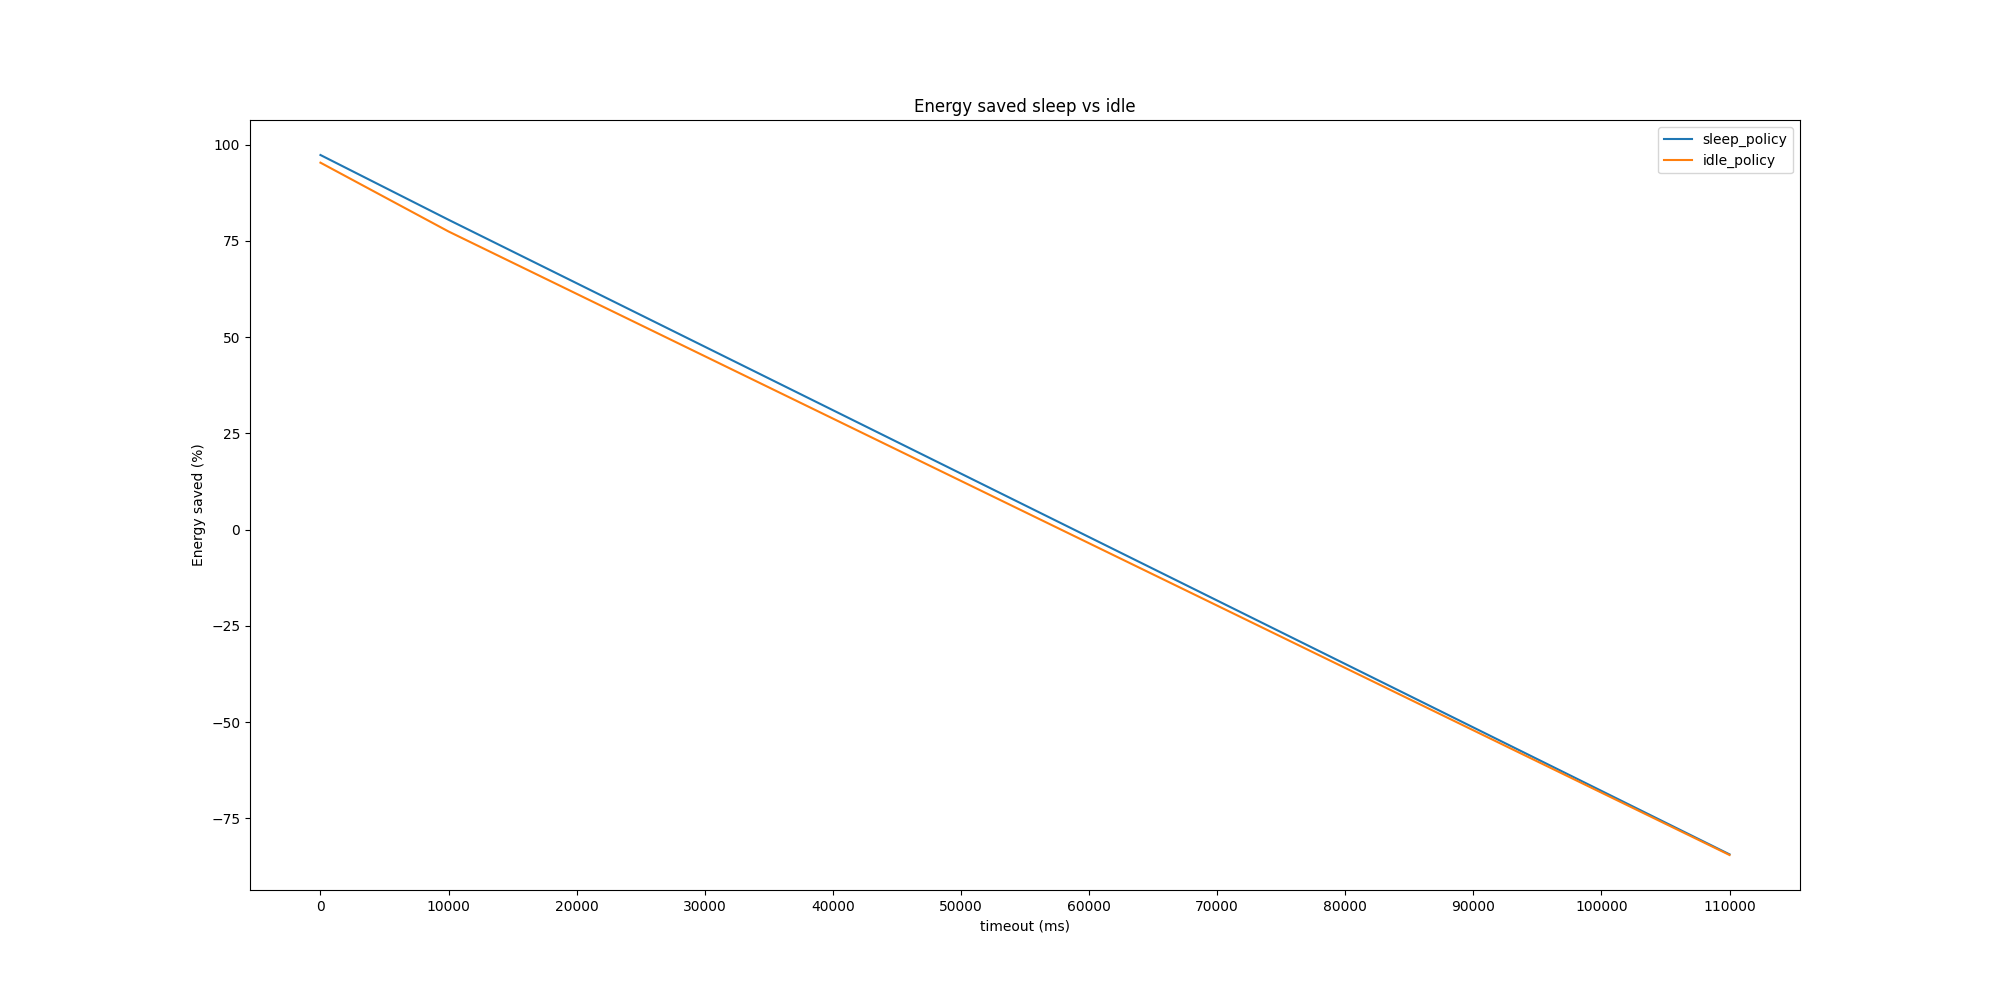 Energy saved sleep vs idle
sleep_policy
idle_policy
100
75
50
25
0
−25
−50
−75
Energy saved (%)
0 10000 20000 30000 40000 50000 60000 70000 80000 90000 100000 110000
timeout (ms)